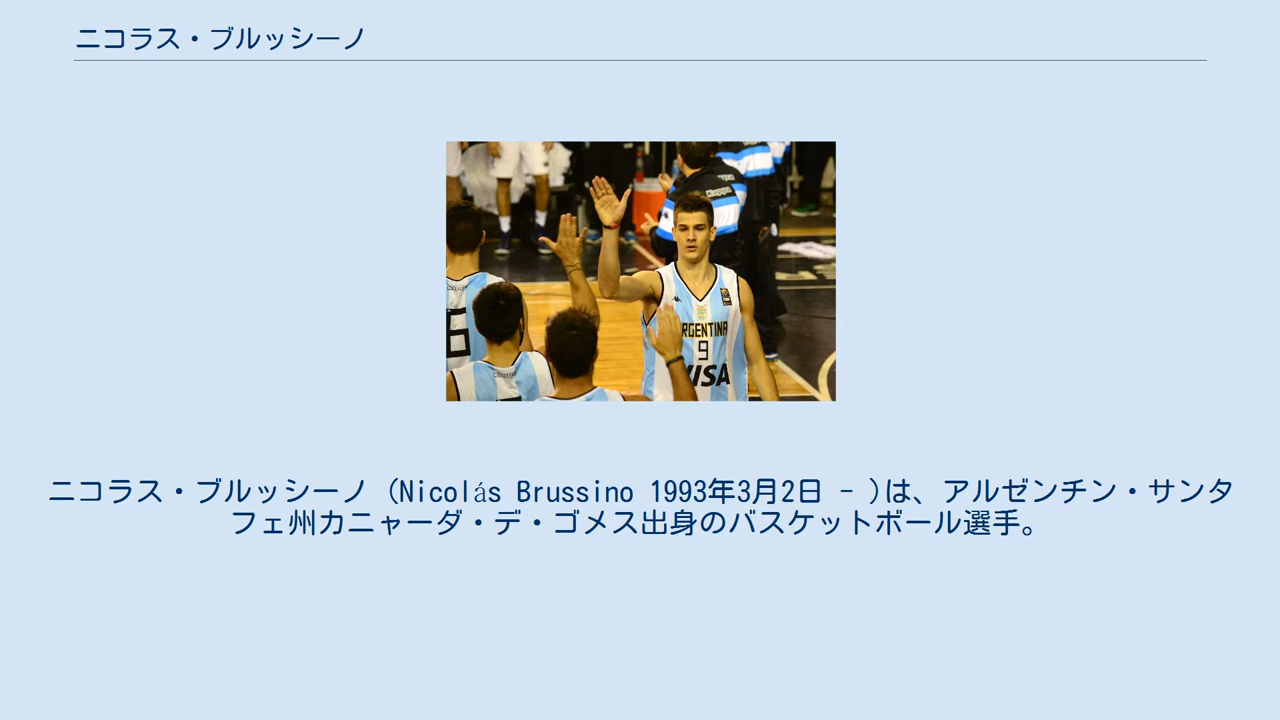 ニコラス・ブルッシーノ
RGENTINA
9
VISA
6
ニコラス・ブルッシーノ (Nicolás Brussino 1993年3月2日 - )は、アルゼンチン・サンタ
フェ州カニャーダ・デ・ゴメス出身のバスケットボール選手。